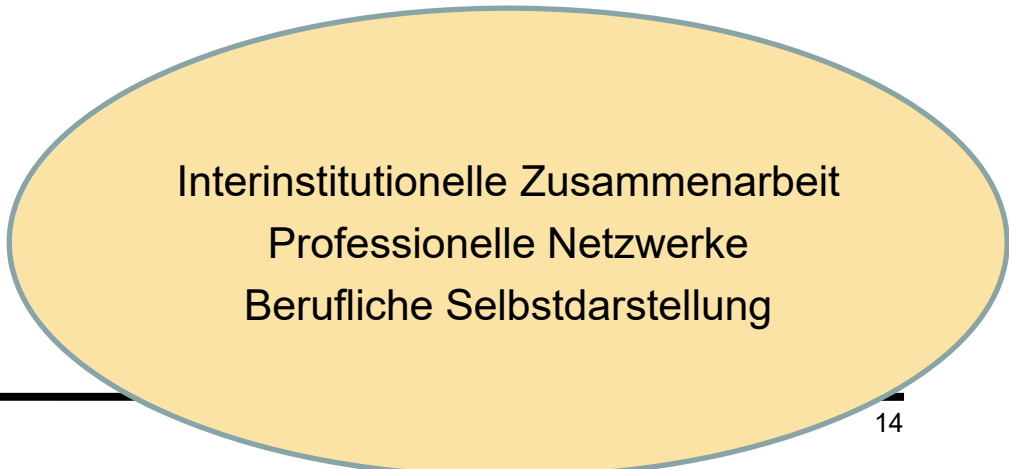 Interinstitutionelle Zusammenarbeit
Professionelle Netzwerke
Berufliche Selbstdarstellung
14